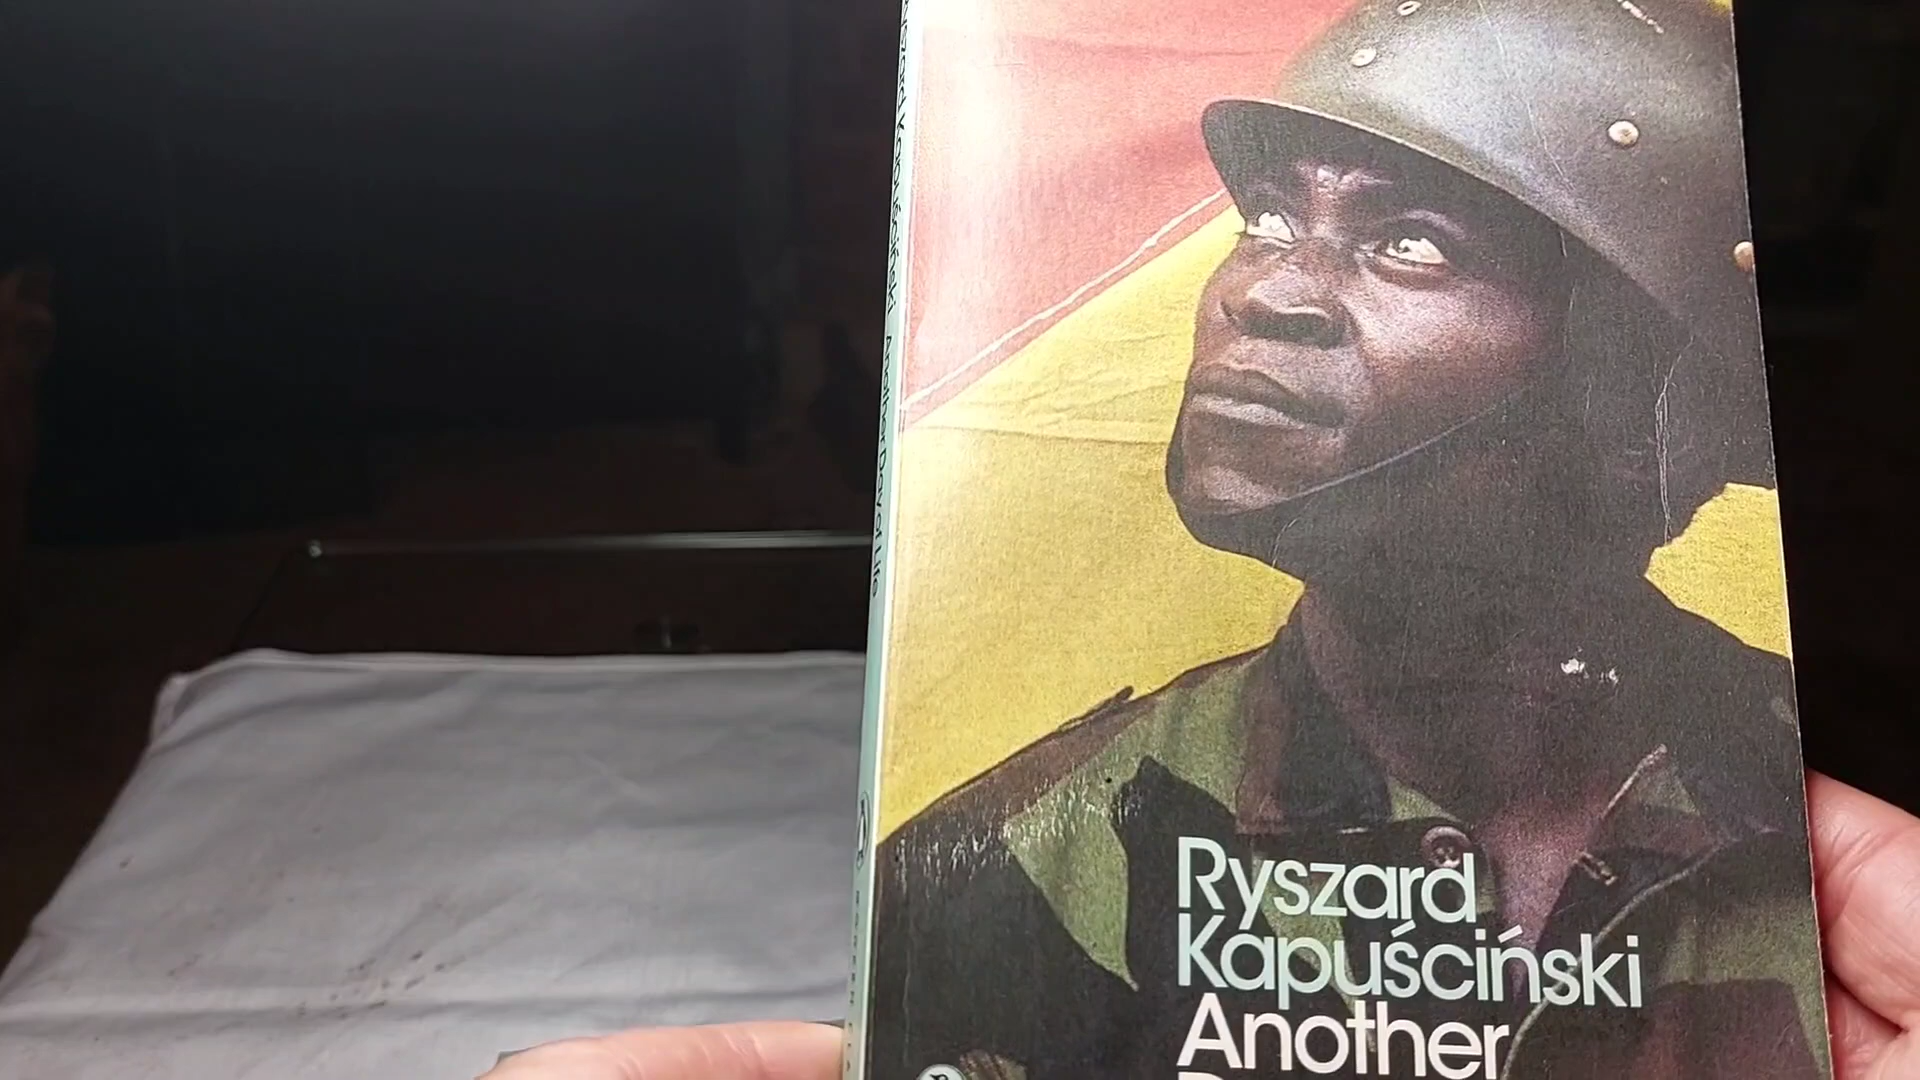 Ryszard Kapuściński Another Day of Life
Ryszard
Kapuściński
Another